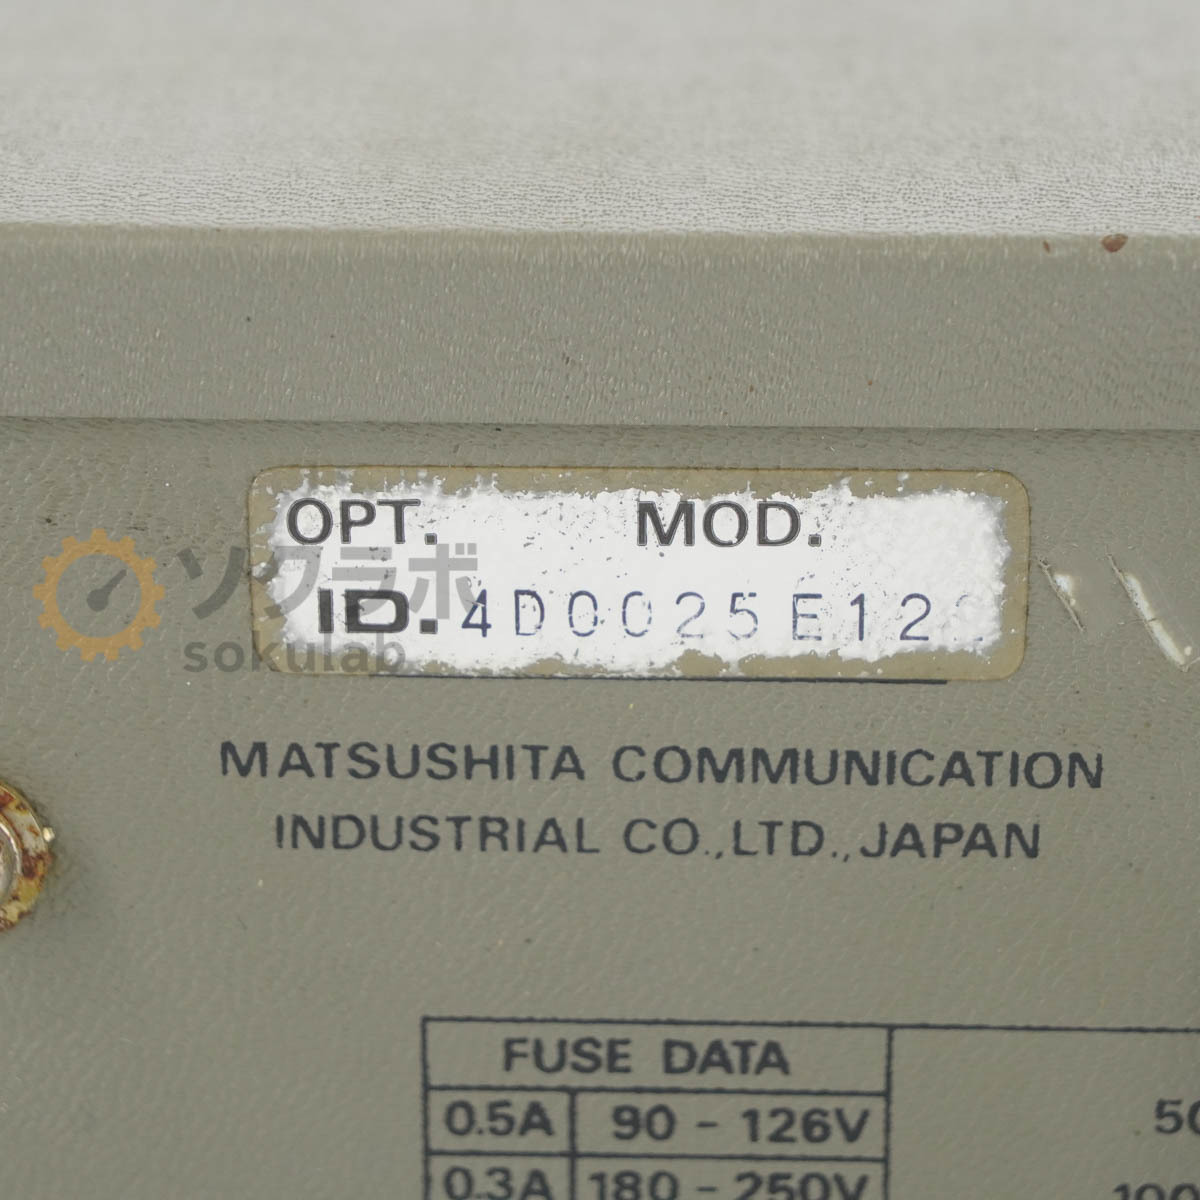 OPT. MOD.
ID. 4D0025E122
ソクラボ
sokulab
MATSUSHITA COMMUNICATION
INDUSTRIAL CO.,LTD.,JAPAN
FUSE DATA
0.5A 90 - 126V
0.3A 180 - 250V